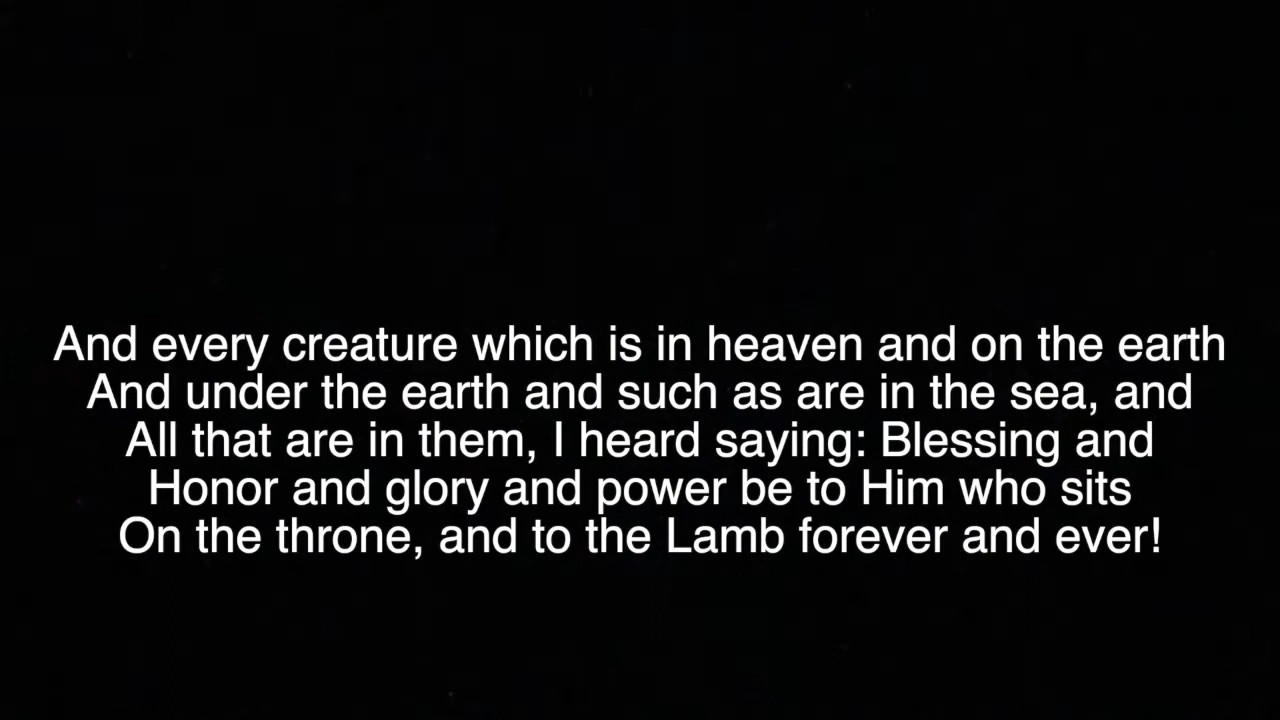 And every creature which is in heaven and on the earth
And under the earth and such as are in the sea, and
All that are in them, I heard saying: Blessing and
Honor and glory and power be to Him who sits
On the throne, and to the Lamb forever and ever!